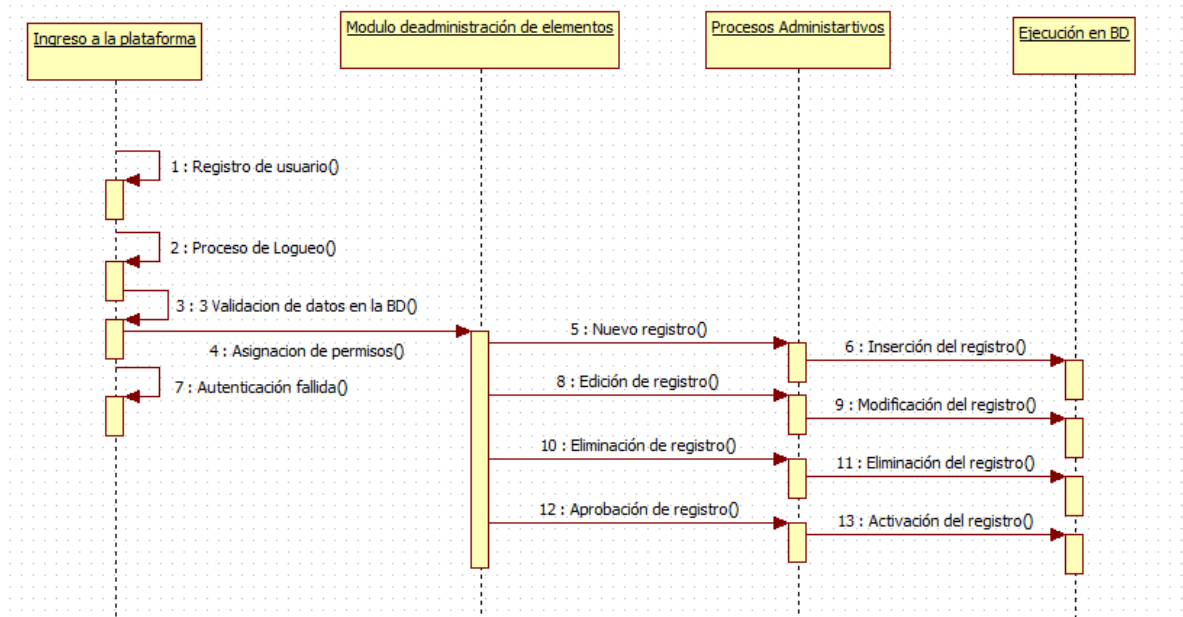 Ingreso a la plataforma
Modulo deadministración de elementos
Procesos Administartivos
Ejecución en BD
1 : Registro de usuario()
2 : Proceso de Logueo()
3 : 3 Validacion de datos en la BD()
4 : Asignacion de permisos()
5 : Nuevo registro()
6 : Inserción del registro()
7 : Autenticación fallida()
8 : Edición de registro()
9 : Modificación del registro()
10 : Eliminación de registro()
11 : Eliminación del registro()
12 : Aprobación de registro()
13 : Activación del registro()